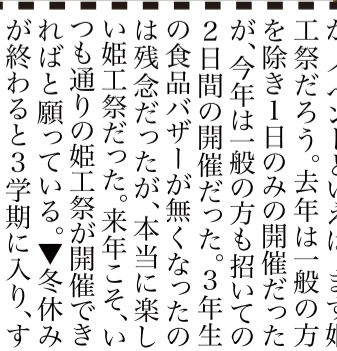 工祭だろう。去年は一般の方
を除き1日のみの開催だった
が、今年は一般の方も招いての
2日間の開催だった。3年生
の食品バザーが無くなったの
は残念だったが、本当に楽し
い姫工祭だった。来年こそ、い
つも通りの姫工祭が開催でき
ればと願っている。▼冬休み
が終わると3学期に入り、す